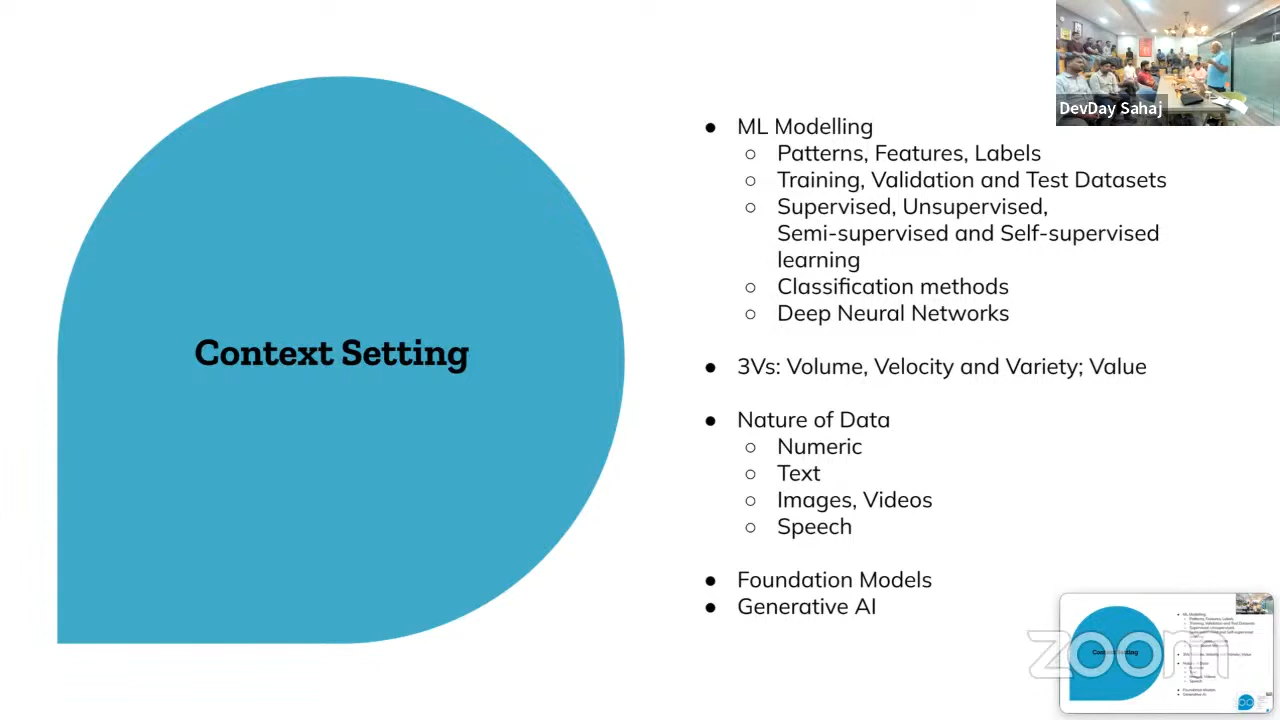 DevDay Sahaj
Context Setting
● ML Modelling
○ Patterns, Features, Labels
○ Training, Validation and Test Datasets
○ Supervised, Unsupervised,
Semi-supervised and Self-supervised
learning
○ Classification methods
○ Deep Neural Networks
● 3Vs: Volume, Velocity and Variety; Value
● Nature of Data
○ Numeric
○ Text
○ Images, Videos
○ Speech
● Foundation Models
● Generative AI
zoom
Context Setting